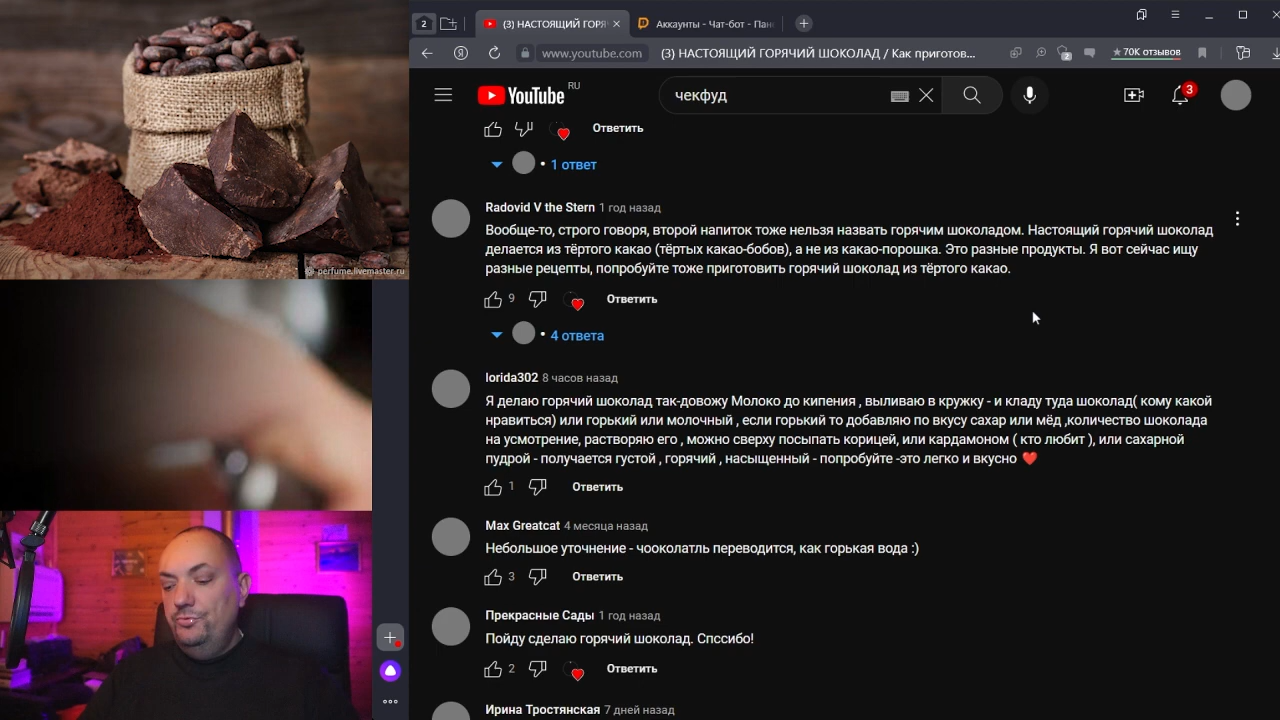 perfume.livemaster.ru
2
(3) НАСТОЯЩИЙ ГОРЯЧ
Аккаунты - Чат-бот - Пан
www.youtube.com
(3) НАСТОЯЩИЙ ГОРЯЧИЙ ШОКОЛАД / Как приготов...
2
★ 70K отзывов
YouTube RU
чекфуд
3
Ответить
1 ответ
Radovid V the Stern 1 год назад
Вообще-то, строго говоря, второй напиток тоже нельзя назвать горячим шоколадом. Настоящий горячий шоколад
делается из тёртого какао (тёртых какао-бобов), а не из какао-порошка. Это разные продукты. Я вот сейчас ищу
разные рецепты, попробуйте тоже приготовить горячий шоколад из тёртого какао.
9 Ответить
4 ответа
lorida302 8 часов назад
Я делаю горячий шоколад так-довожу Молоко до кипения , выливаю в кружку - и кладу туда шоколад( кому какой
нравиться) или горький или молочный , если горький то добавляю по вкусу сахар или мёд ,количество шоколада
на усмотрение, растворяю его , можно сверху посыпать корицей, или кардамоном ( кто любит ), или сахарной
пудрой - получается густой , горячий , насыщенный - попробуйте -это легко и вкусно ❤️
1 Ответить
Max Greatcat 4 месяца назад
Небольшое уточнение - чооколатль переводится, как горькая вода :)
3 Ответить
Прекрасные Сады 1 год назад
Пойду сделаю горячий шоколад. Спссибо!
2 Ответить
Ирина Тростянская 7 дней назад